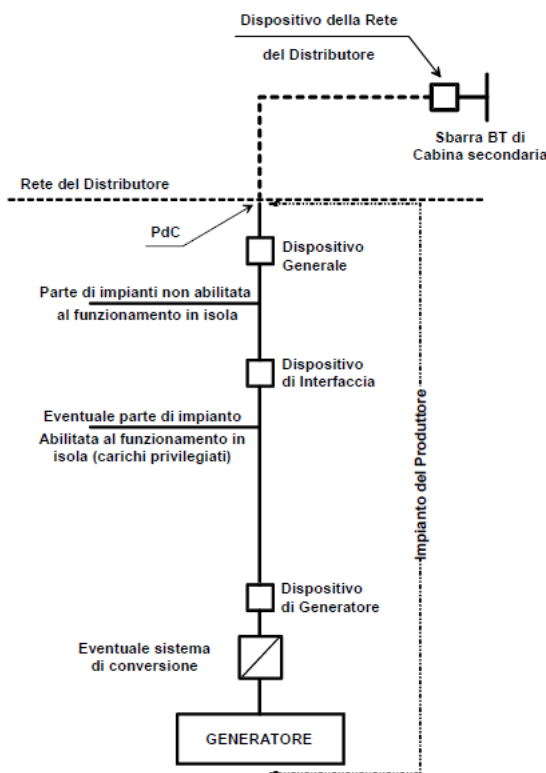 Dispositivo della Rete
del Distributore
Sbarra BT di
Cabina secondaria
Rete del Distributore
PdC
Dispositivo
Generale
Parte di impianti non abilitata
al funzionamento in isola
Dispositivo
di Interfaccia
Eventuale parte di impianto
Abilitata al funzionamento in
isola (carichi privilegiati)
Impianto del Produttore
Dispositivo
di Generatore
Eventuale sistema
di conversione
GENERATORE